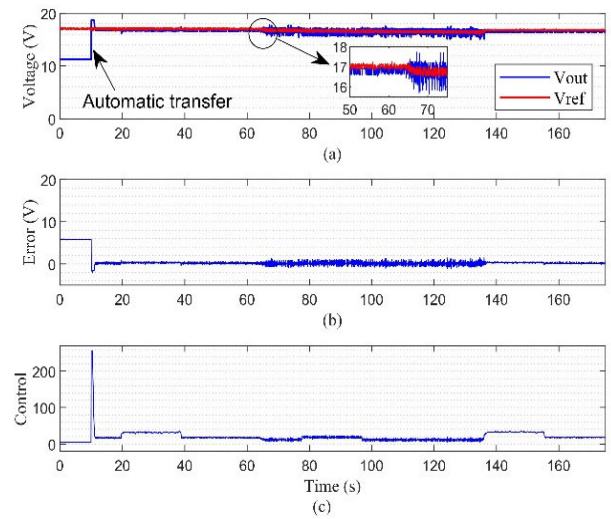 20
10
0
Voltage (V)
Automatic transfer
18
17
16
50
60
70
Vout
Vref
0 20 40 60 80 100 120 140 160
(a)
20
10
0
Error (V)
0 20 40 60 80 100 120 140 160
(b)
200
100
0
Control
0 20 40 60 80 100 120 140 160
Time (s)
(c)